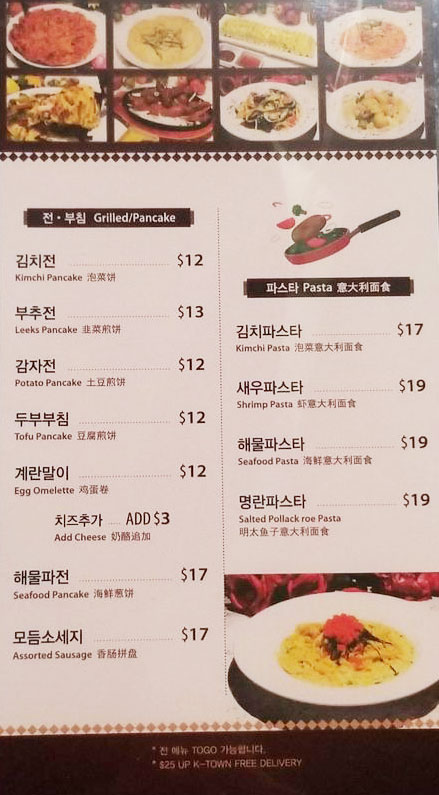 전 · 부침 Grilled/Pancake
김치전 $12
Kimchi Pancake 泡菜饼
부추전 $13
Leeks Pancake 韭菜煎饼
감자전 $12
Potato Pancake 土豆煎饼
두부부침 $12
Tofu Pancake 豆腐煎饼
계란말이 $12
Egg Omelette 鸡蛋卷
치즈추가 ADD $3
Add Cheese 奶酪追加
해물파전 $17
Seafood Pancake 海鲜葱饼
모듬소세지 $17
Assorted Sausage 香肠拼盘
파스타 Pasta 意大利面食
김치파스타 $17
Kimchi Pasta 泡菜意大利面食
새우파스타 $19
Shrimp Pasta 虾意大利面食
해물파스타 $19
Seafood Pasta 海鲜意大利面食
명란파스타 $19
Salted Pollack roe Pasta
明太鱼子意大利面食
* 전 메뉴 TOGO 가능합니다.
* $25 UP K-TOWN FREE DELIVERY